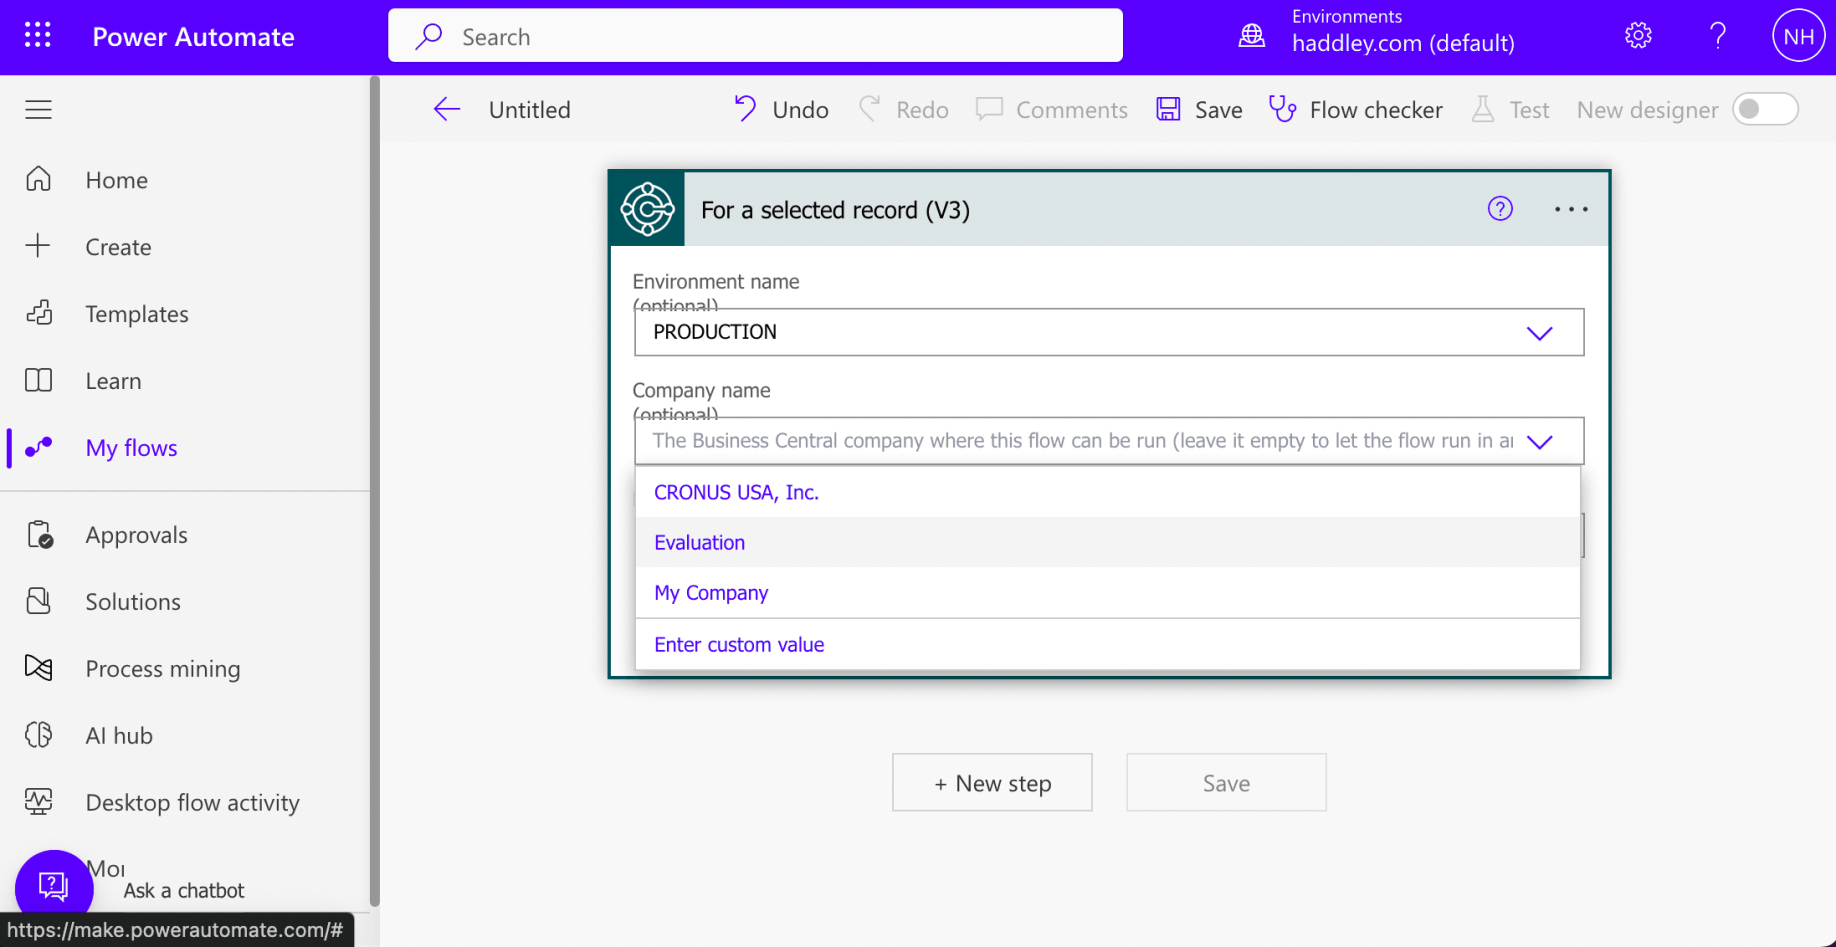 Power Automate
Search
Environments
haddley.com (default)
?
NH
Untitled
Undo
Redo
Comments
Save
Flow checker
Test
New designer
Home
Create
Templates
Learn
My flows
Approvals
Solutions
Process mining
AI hub
Desktop flow activity
Ask a chatbot
https://make.powerautomate.com/#
For a selected record (V3)
?
...
Environment name
(optional)
PRODUCTION
Company name
(optional)
The Business Central company where this flow can be run (leave it empty to let the flow run in
CRONUS USA, Inc.
Evaluation
My Company
Enter custom value
+ New step
Save